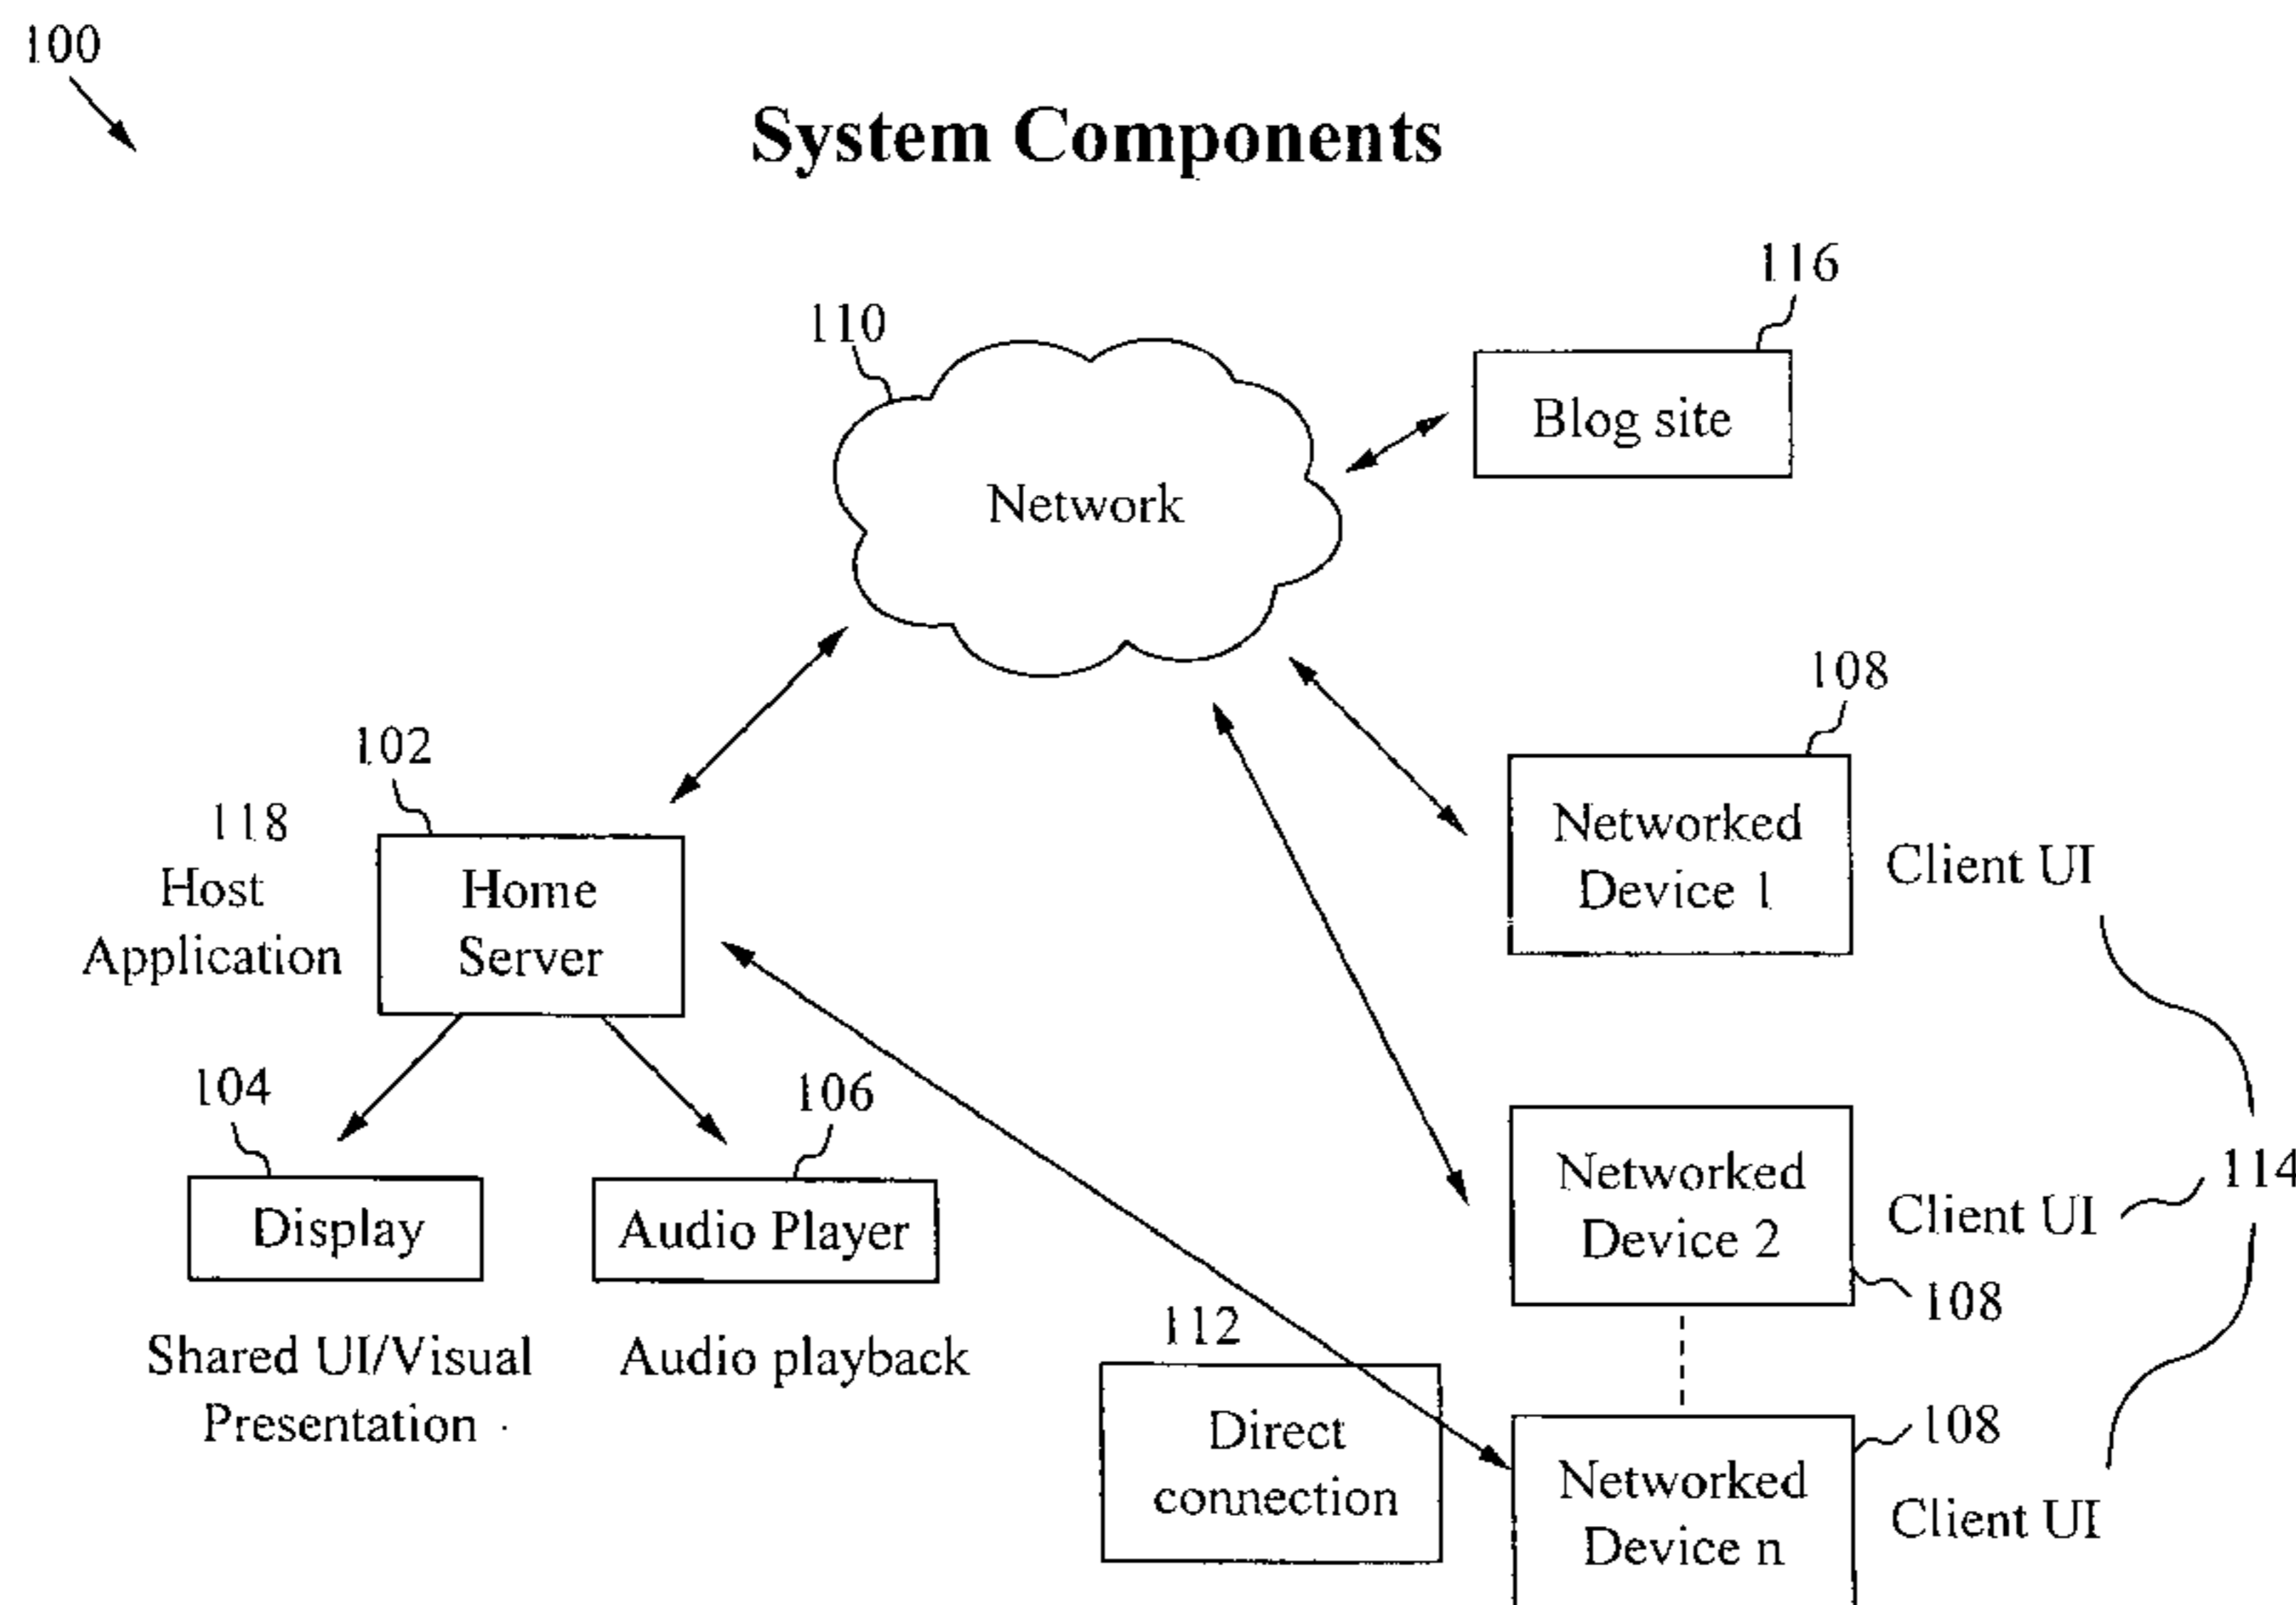 100
System Components
116
110
Blog site
Network
108
102
118
Networked
Device 1
Client UI
Host
Application
Home
Server
104
106
114
Display
Audio Player
Networked
Device 2
Client UI
108
112
Shared UI/Visual
Presentation
Audio playback
Direct
connection
108
Networked
Device n
Client UI